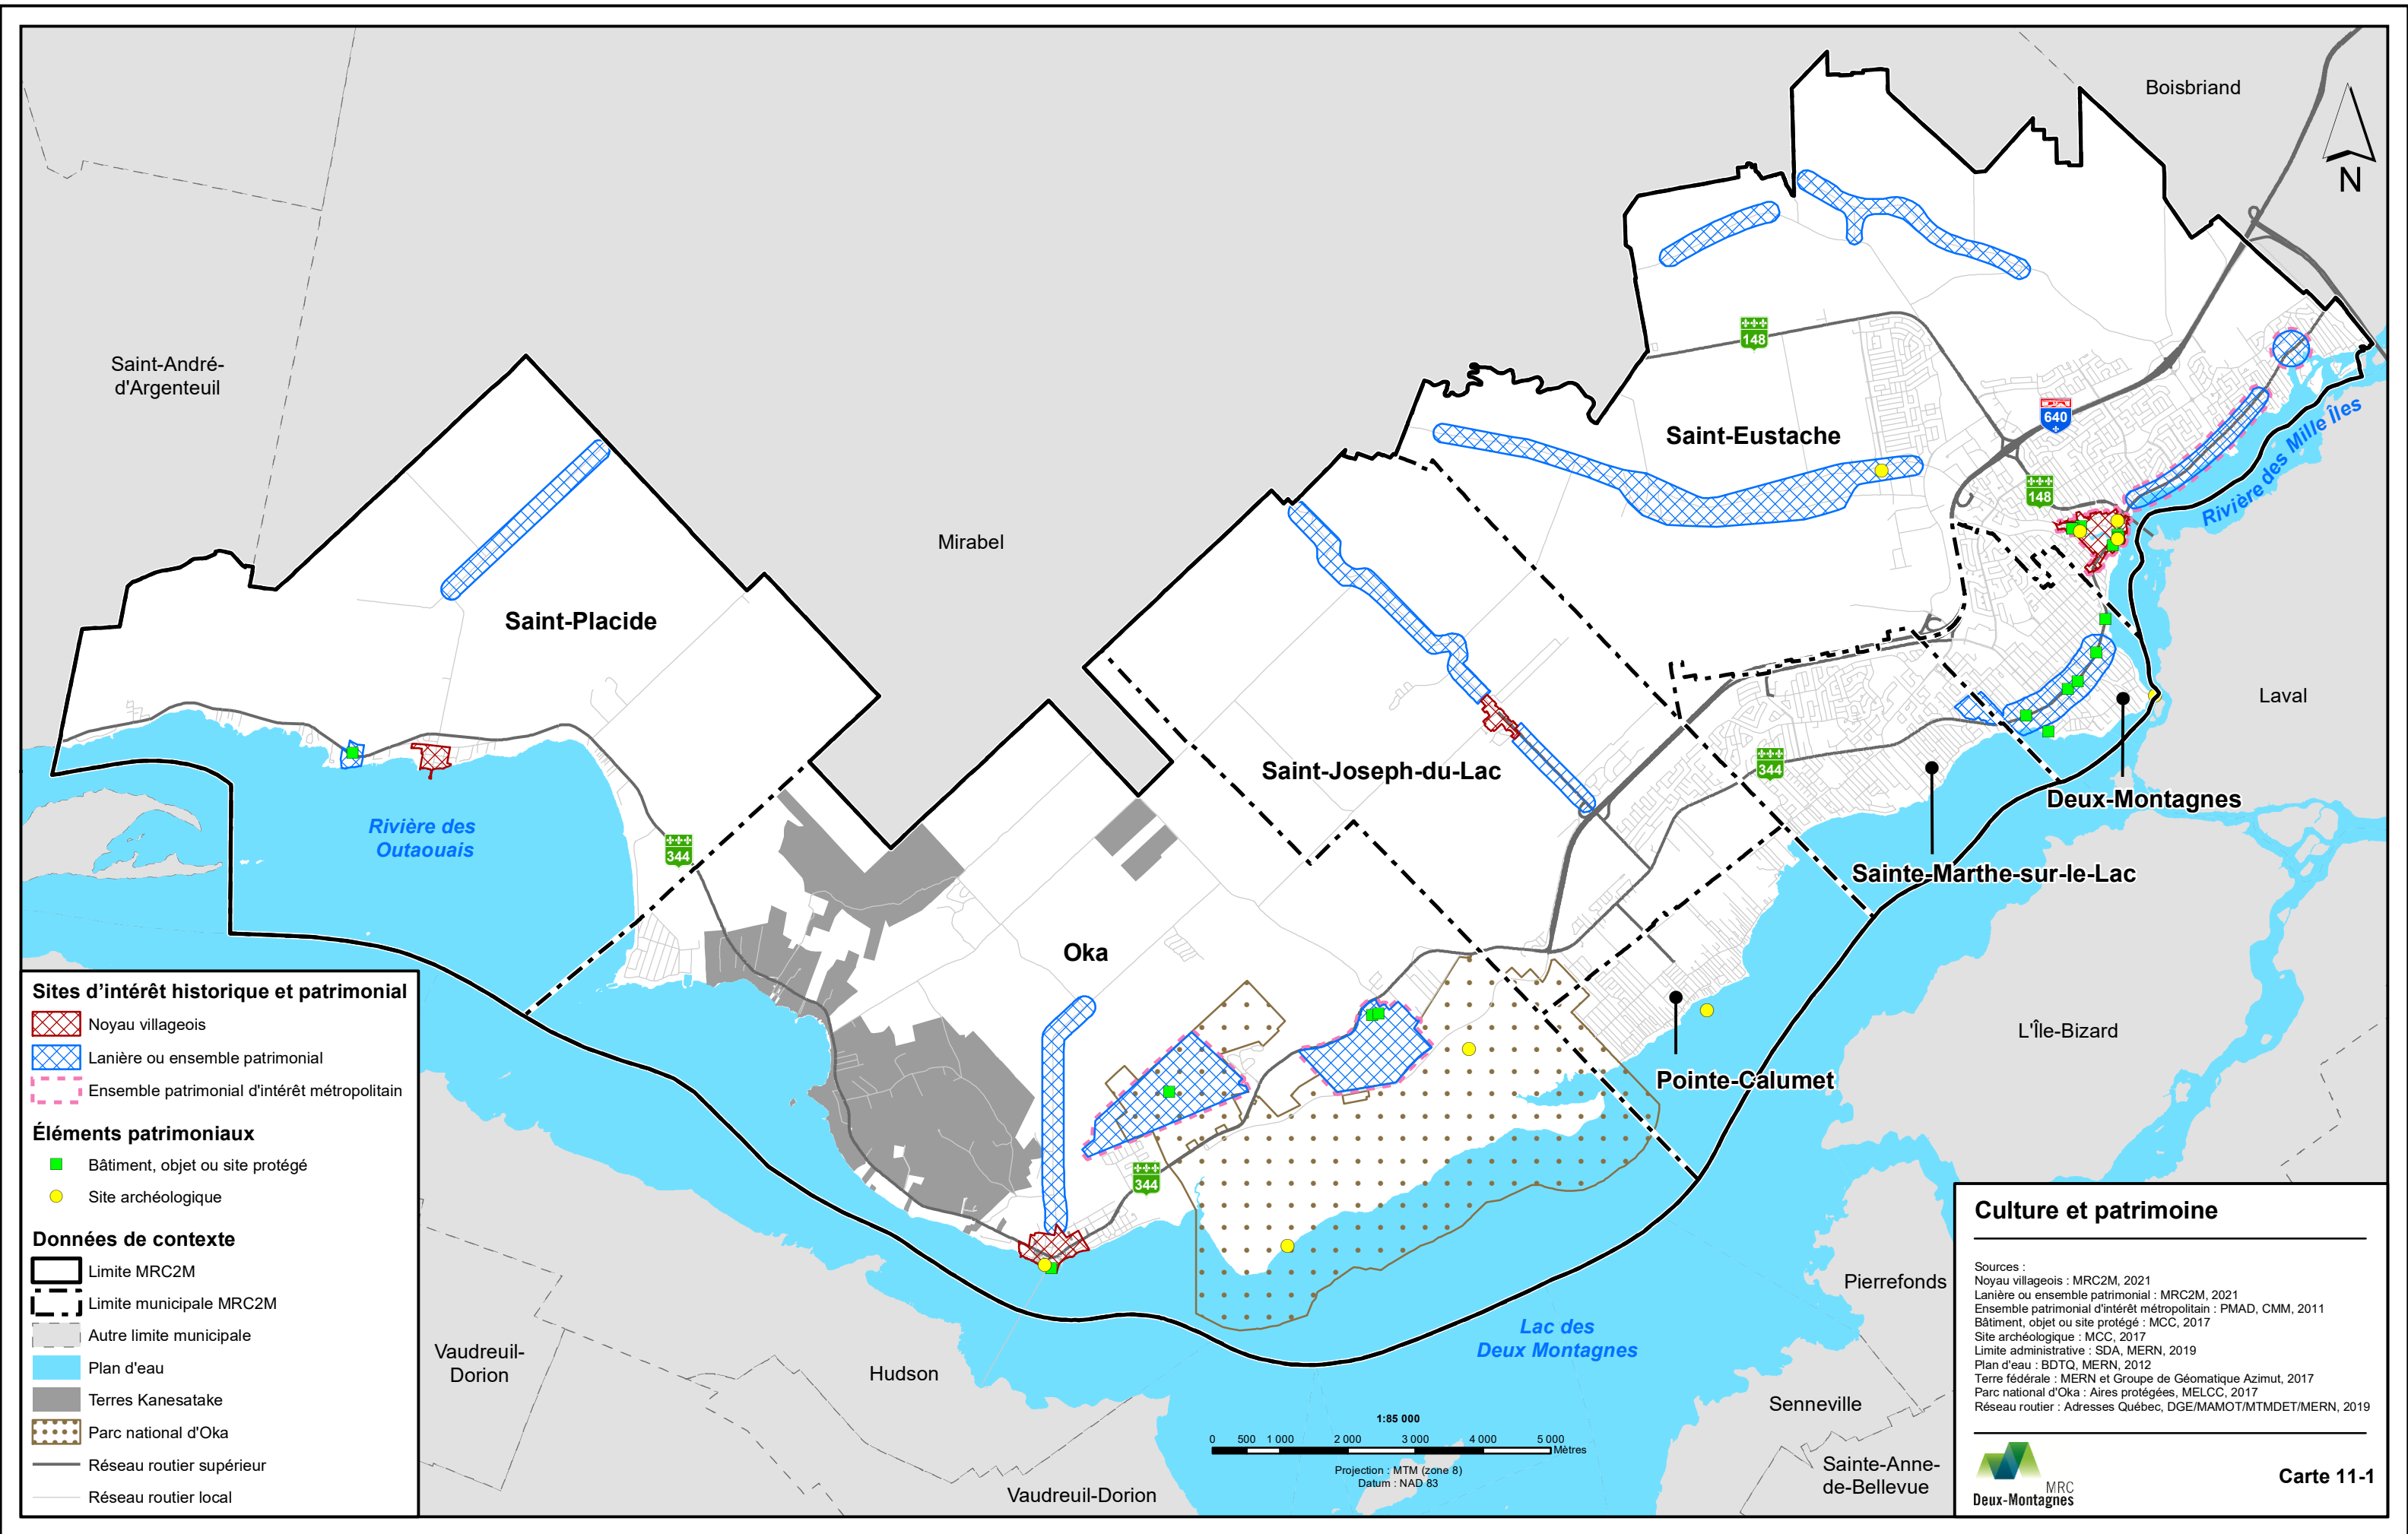 Boisbriand
N
148
Saint-André-
d'Argenteuil
640
Saint-Eustache
Rivière des Mille Îles
148
Mirabel
Saint-Placide
Laval
344
Saint-Joseph-du-Lac
Deux-Montagnes
Rivière des
Outaouais
344
Sainte-Marthe-sur-le-Lac
Oka
L'Île-Bizard
Pointe-Calumet
344
Pierrefonds
Lac des
Deux Montagnes
Vaudreuil-
Dorion
Hudson
Senneville
Sainte-Anne-
de-Bellevue
Vaudreuil-Dorion
Sites d'intérêt historique et patrimonial
Noyau villageois
Lanière ou ensemble patrimonial
Ensemble patrimonial d'intérêt métropolitain
Éléments patrimoniaux
Bâtiment, objet ou site protégé
Site archéologique
Données de contexte
Limite MRC2M
Limite municipale MRC2M
Autre limite municipale
Plan d'eau
Terres Kanesatake
Parc national d'Oka
Réseau routier supérieur
Réseau routier local
1:85 000
0 500 1 000 2 000 3 000 4 000 5 000
Mètres
Projection : MTM (zone 8)
Datum : NAD 83
Culture et patrimoine
Sources :
Noyau villageois : MRC2M, 2021
Lanière ou ensemble patrimonial : MRC2M, 2021
Ensemble patrimonial d'intérêt métropolitain : PMAD, CMM, 2011
Bâtiment, objet ou site protégé : MCC, 2017
Site archéologique : MCC, 2017
Limite administrative : SDA, MERN, 2019
Plan d'eau : BDTQ, MERN, 2012
Terre fédérale : MERN et Groupe de Géomatique Azimut, 2017
Parc national d'Oka : Aires protégées, MELCC, 2017
Réseau routier : Adresses Québec, DGE/MAMOT/MTMDET/MERN, 2019
MRC
Deux-Montagnes
Carte 11-1